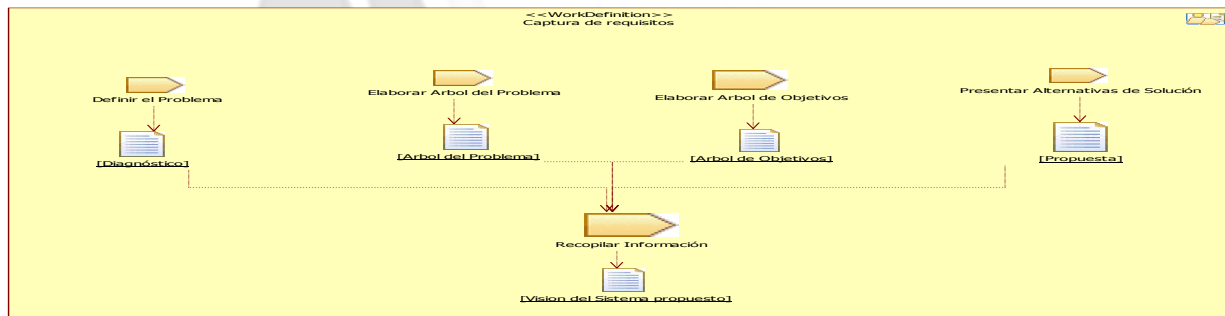 <<WorkDefinition>>
Captura de requisitos
Definir el Problema
Elaborar Arbol del Problema
Elaborar Arbol de Objetivos
Presentar Alternativas de Solución
[Diagnóstico]
[Arbol del Problema]
[Arbol de Objetivos]
[Propuesta]
Recopilar Información
[Vision del Sistema propuesto]